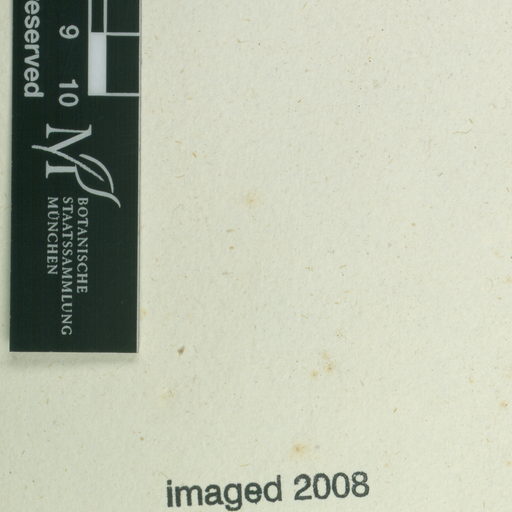 eserved
9 10
M
BOTANISCHE
STAATSSAMMLUNG
MÜNCHEN
imaged 2008